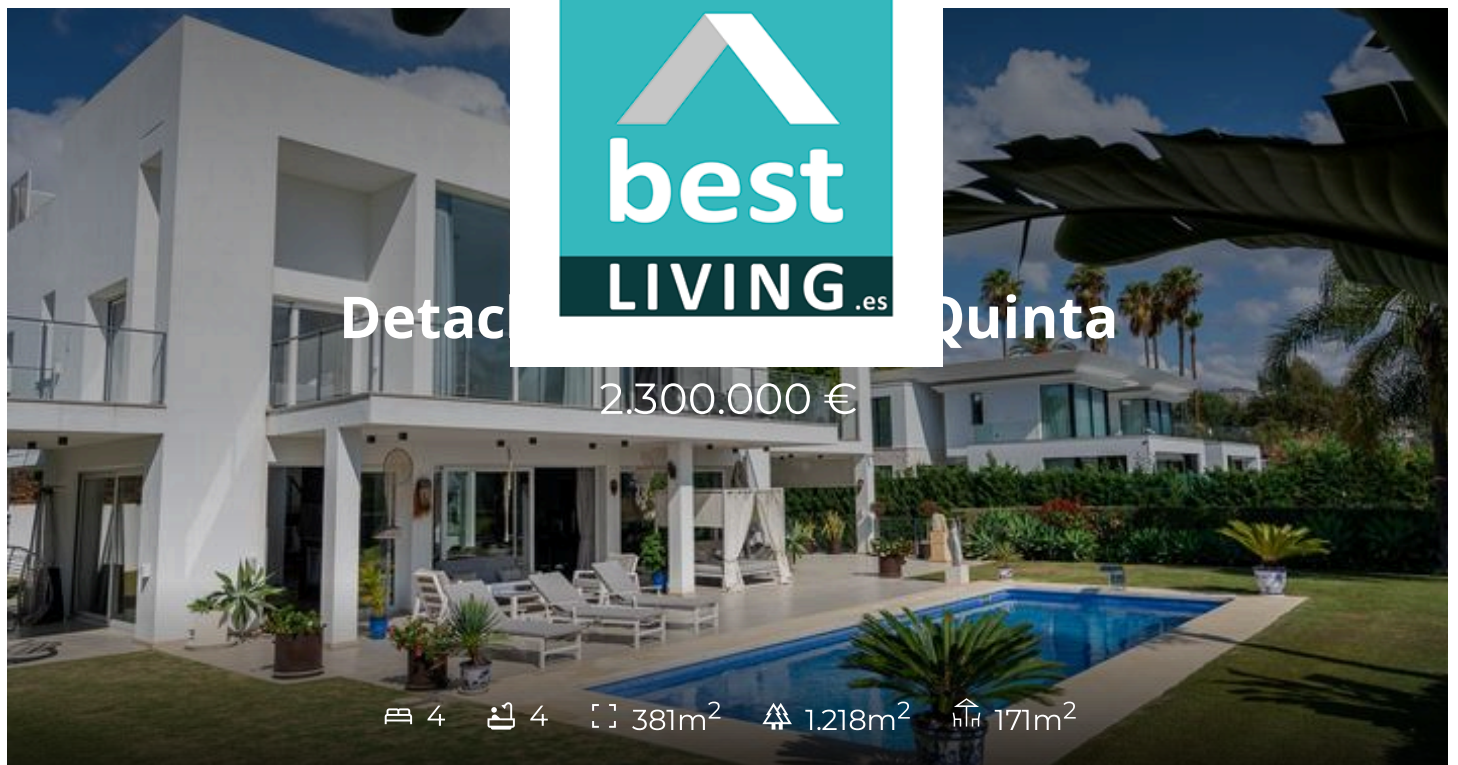 best
LIVING.es
Detac Quinta
2.300.000 €
4 4 381m² 1.218m² 171m²